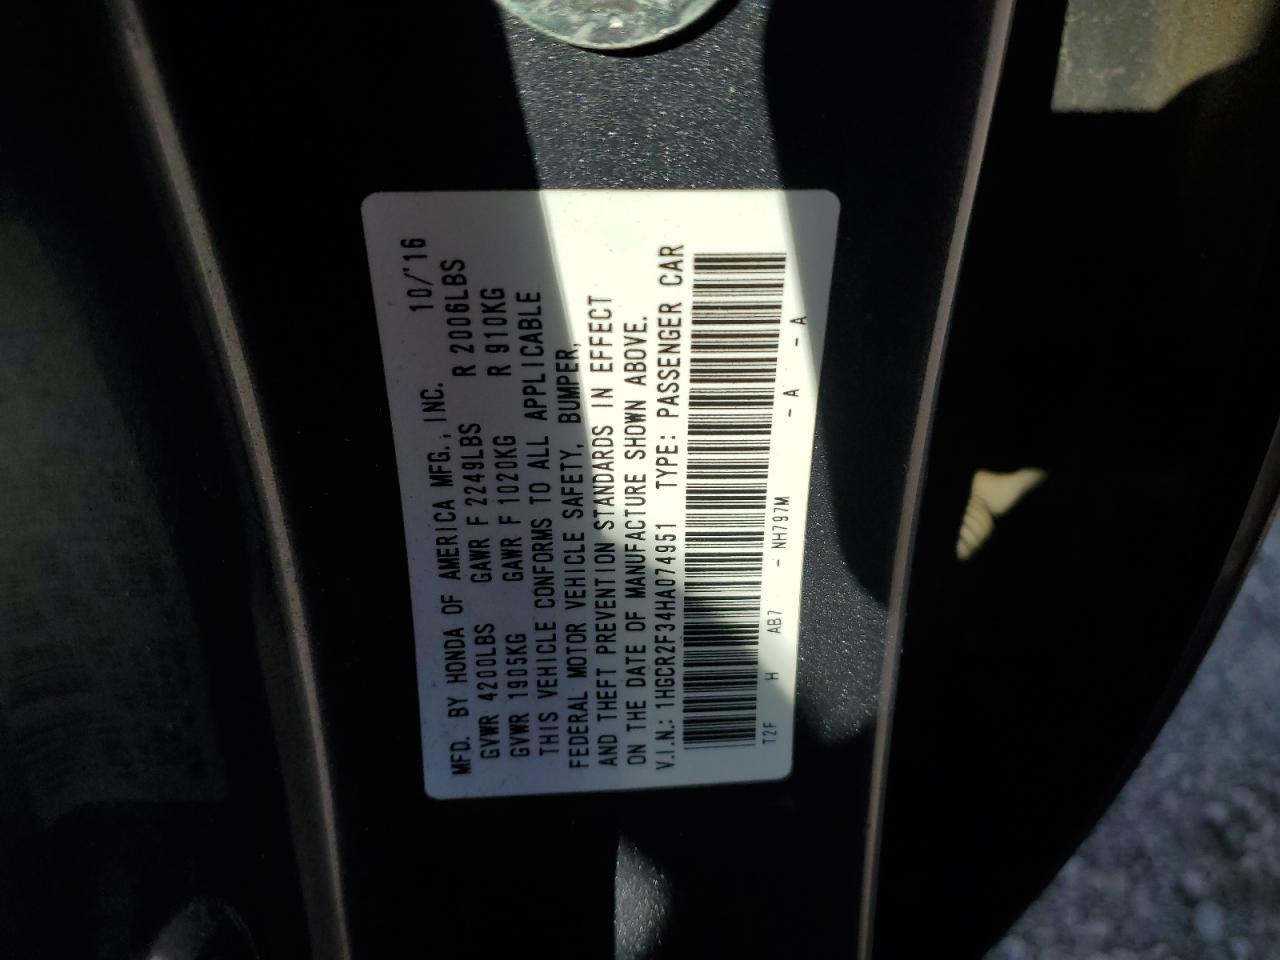 MFD. BY HONDA OF AMERICA MFG., INC. 10/'16
GVWR 4200LBS GAWR F 2249LBS R 2006LBS
GVWR 1905KG GAWR F 1020KG R 910KG
THIS VEHICLE CONFORMS TO ALL APPLICABLE
FEDERAL MOTOR VEHICLE SAFETY, BUMPER,
AND THEFT PREVENTION STANDARDS IN EFFECT
ON THE DATE OF MANUFACTURE SHOWN ABOVE.
V.I.N.: 1HGCR2F34HA074951 TYPE: PASSENGER CAR
T2F H AB7 - NH797M - A - A